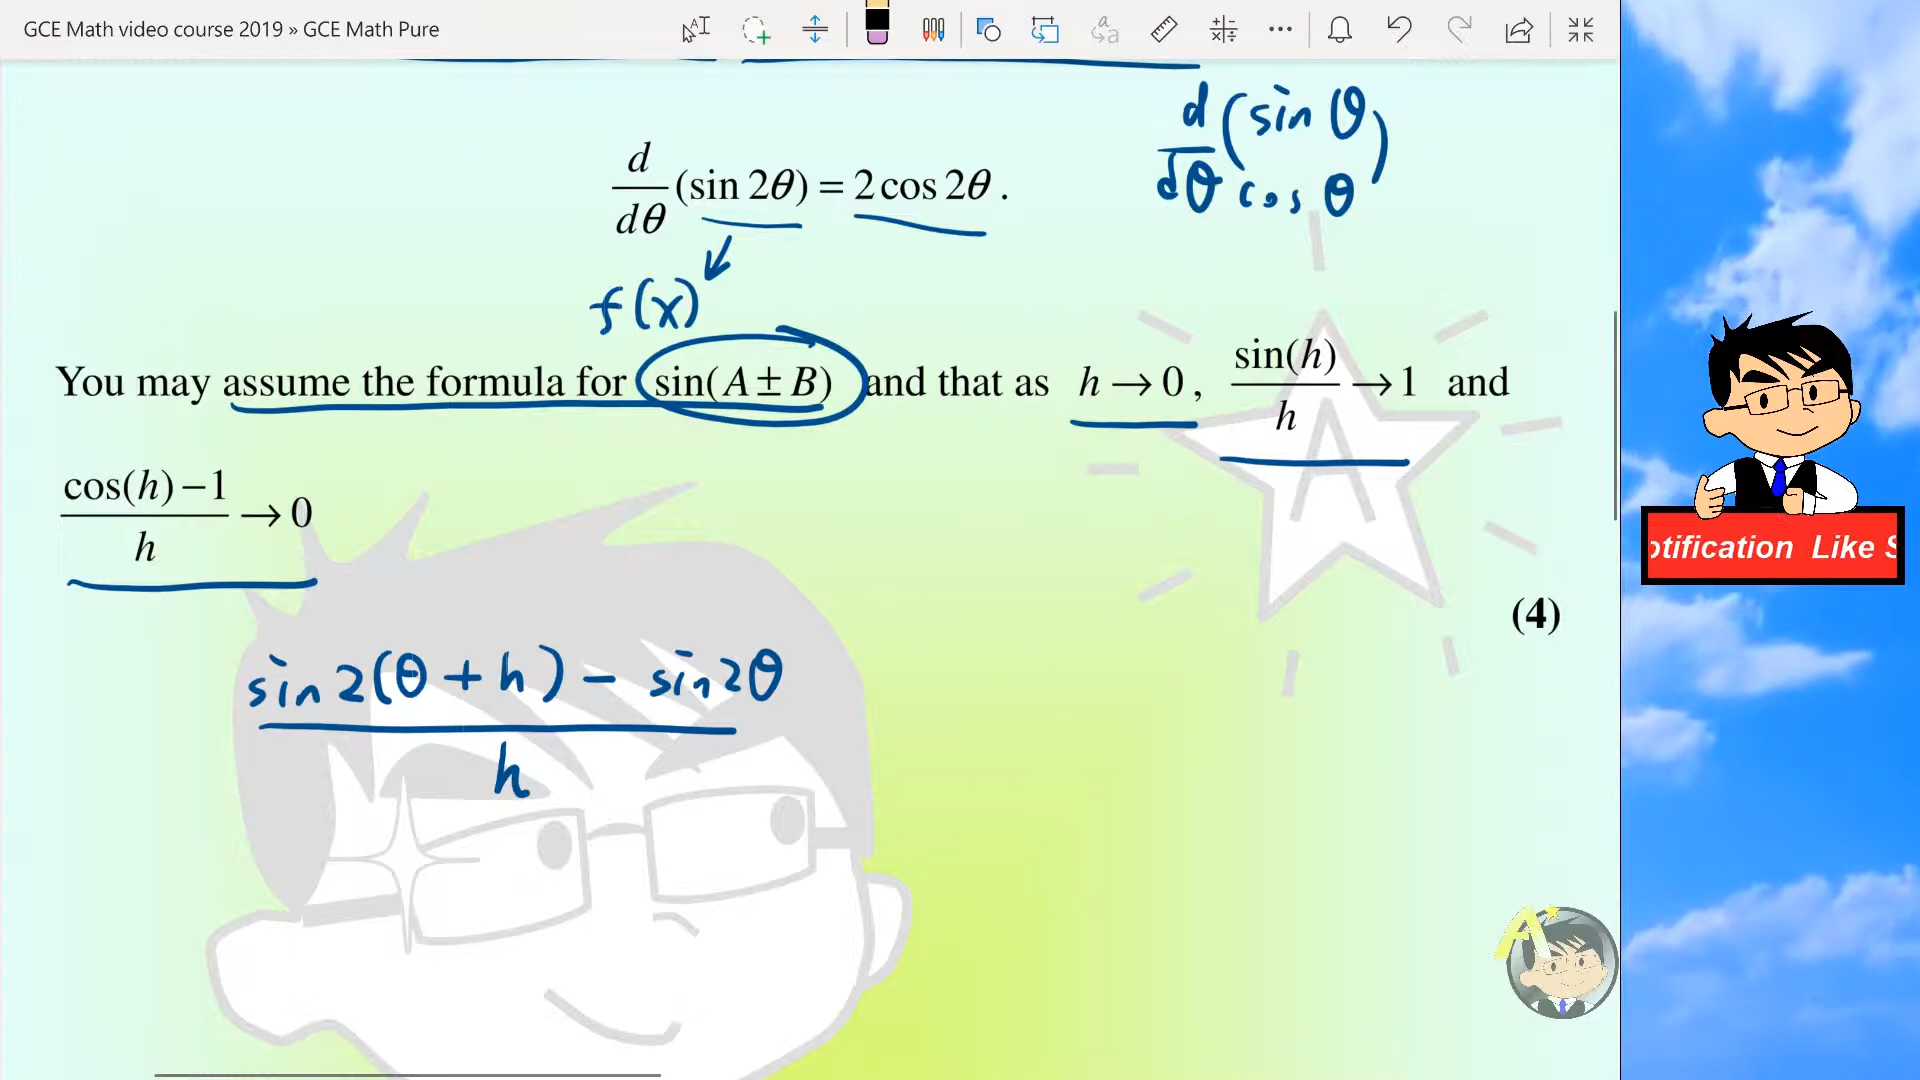 GCE Math video course 2019 » GCE Math Pure
d/dθ (sin θ cos θ)
d/dθ (sin 2θ) = 2 cos 2θ .
f(x)
You may assume the formula for sin(A ± B) and that as h → 0 , sin(h)/h → 1 and
cos(h) − 1/h → 0
(4)
sin 2(θ + h) − sin 2θ
h
otification Like S
A